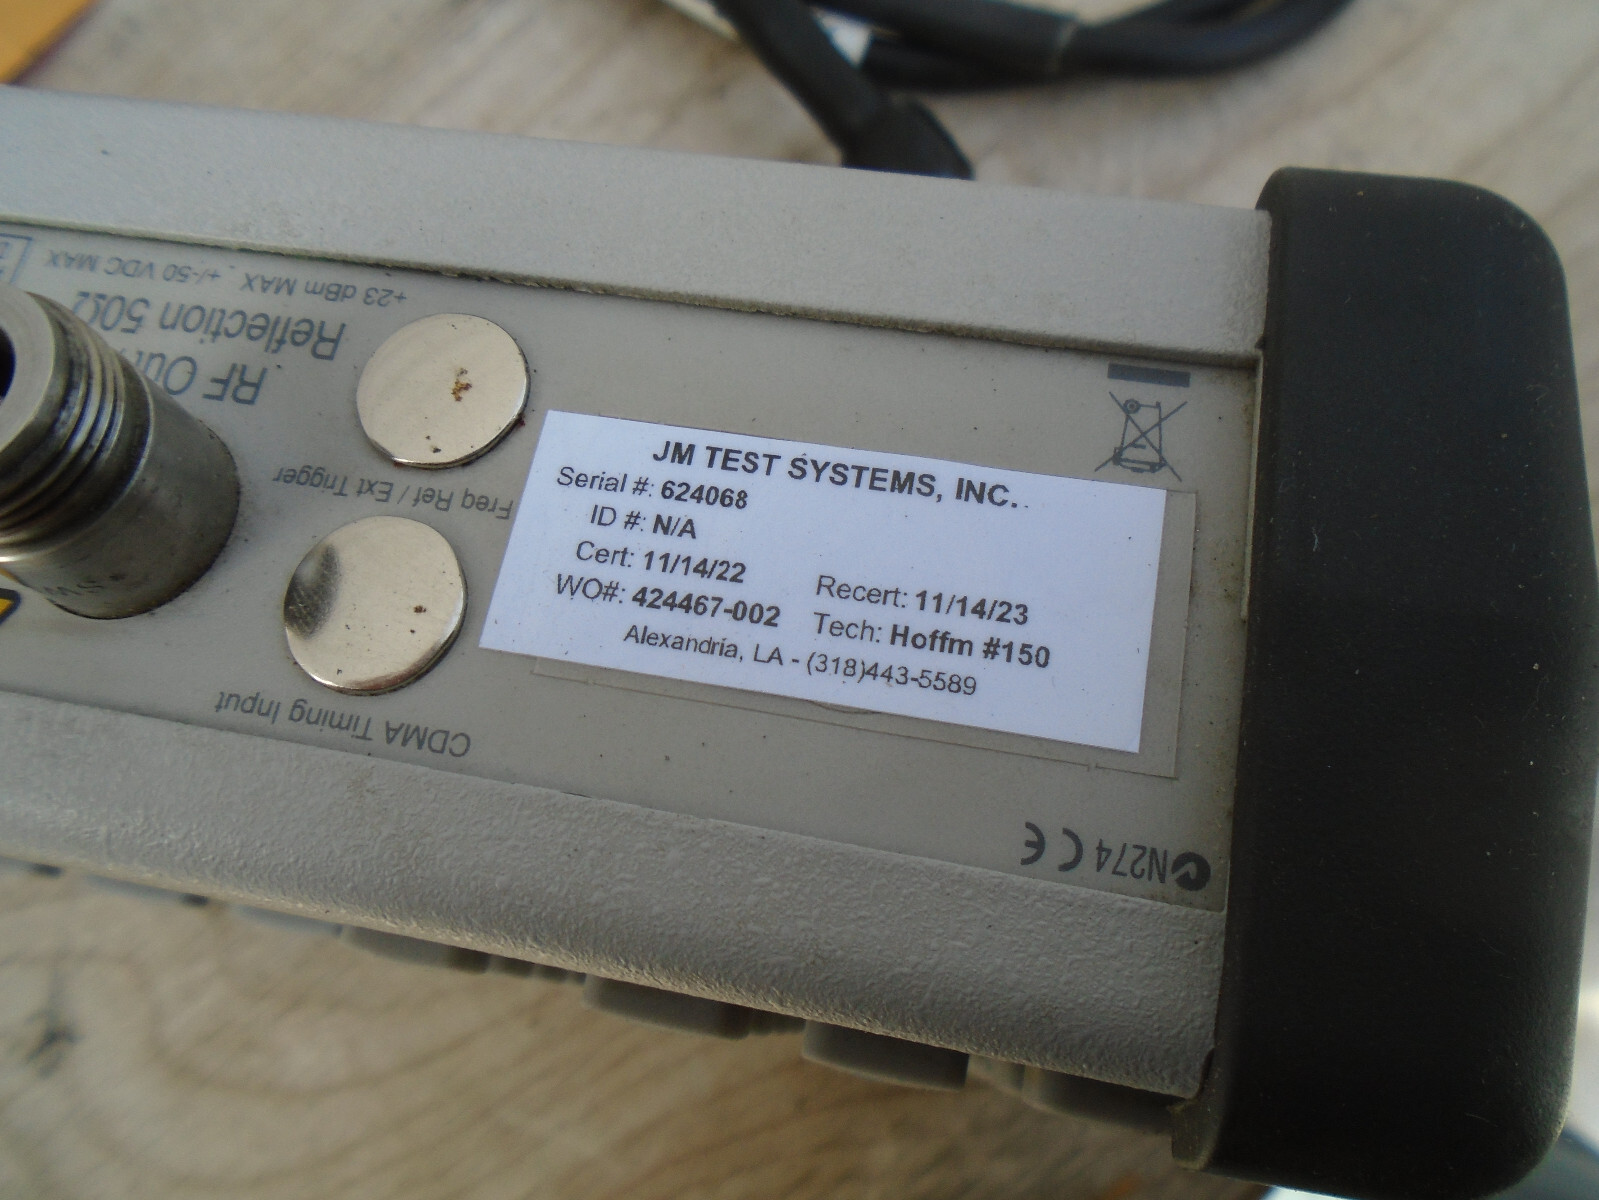 JM TEST SYSTEMS, INC.
Serial #: 624068
ID #: N/A
Cert: 11/14/22 Recert: 11/14/23
WO#: 424467-002 Tech: Hoffm #150
Alexandria, LA - (318)443-5589
N274 CE
CDMA Timing Input
Freq Ref / Ext Trigger
RF Out
Reflection 50Ω
+23 dBm MAX +/-50 VDC MAX